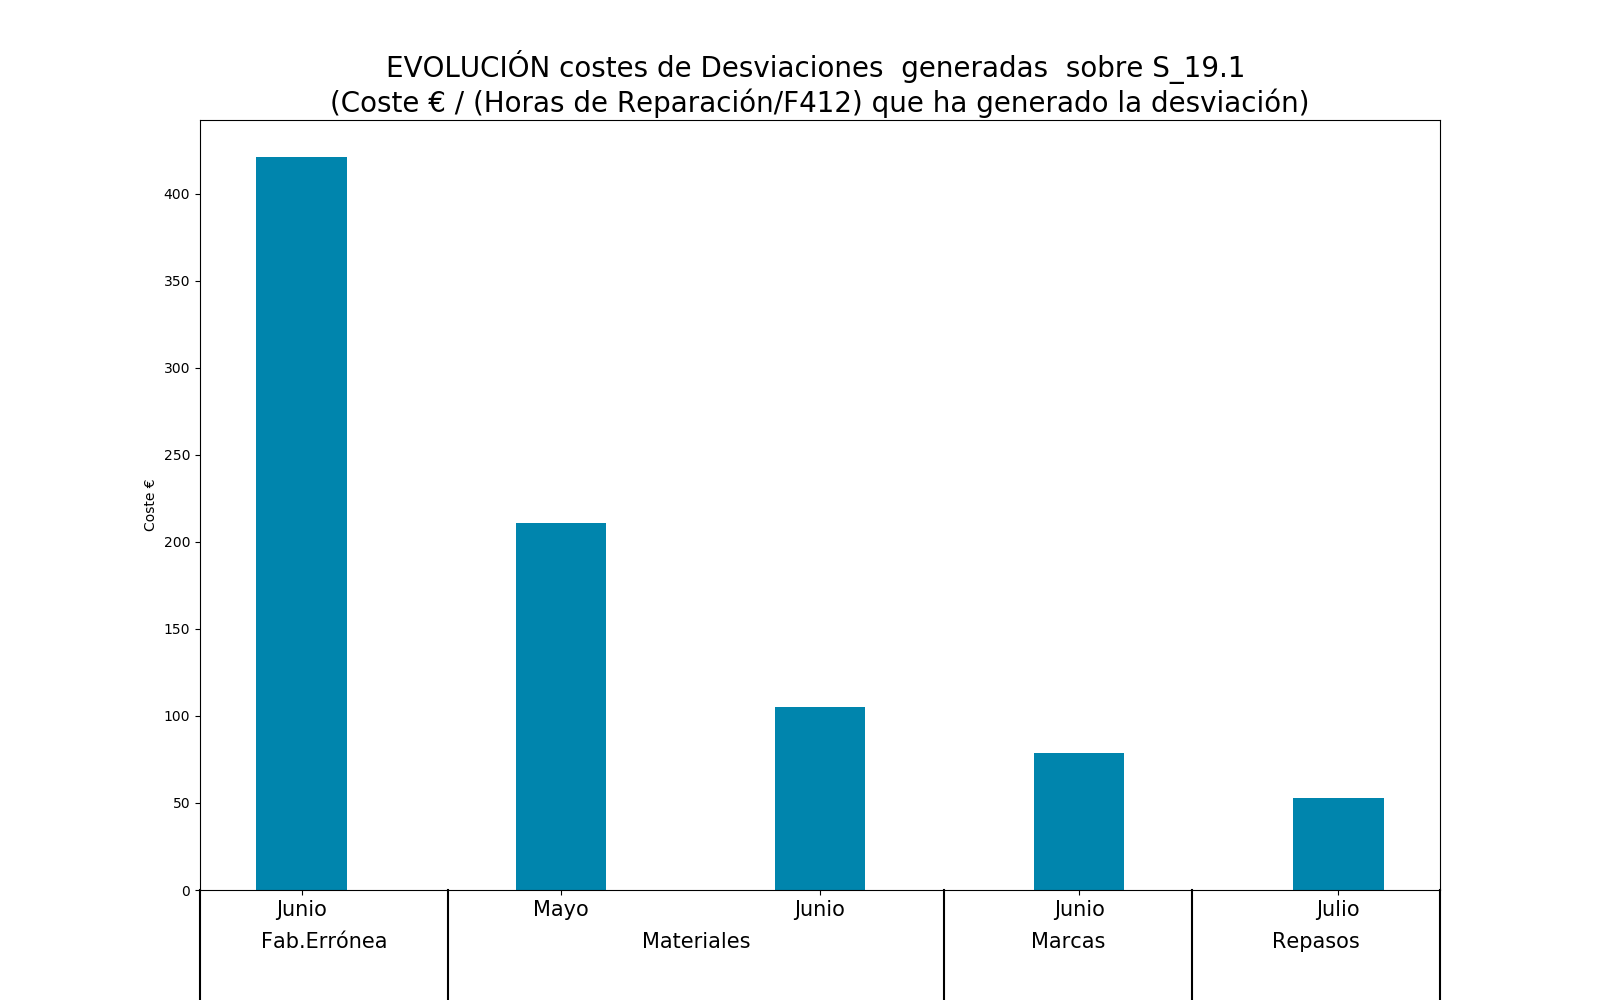 EVOLUCIÓN costes de Desviaciones  generadas  sobre S_19.1
(Coste € / (Horas de Reparación/F412) que ha generado la desviación)
400
350
300
250
200
150
100
50
0
Coste €
Junio Mayo Junio Junio Julio
Fab.Errónea Materiales Marcas Repasos